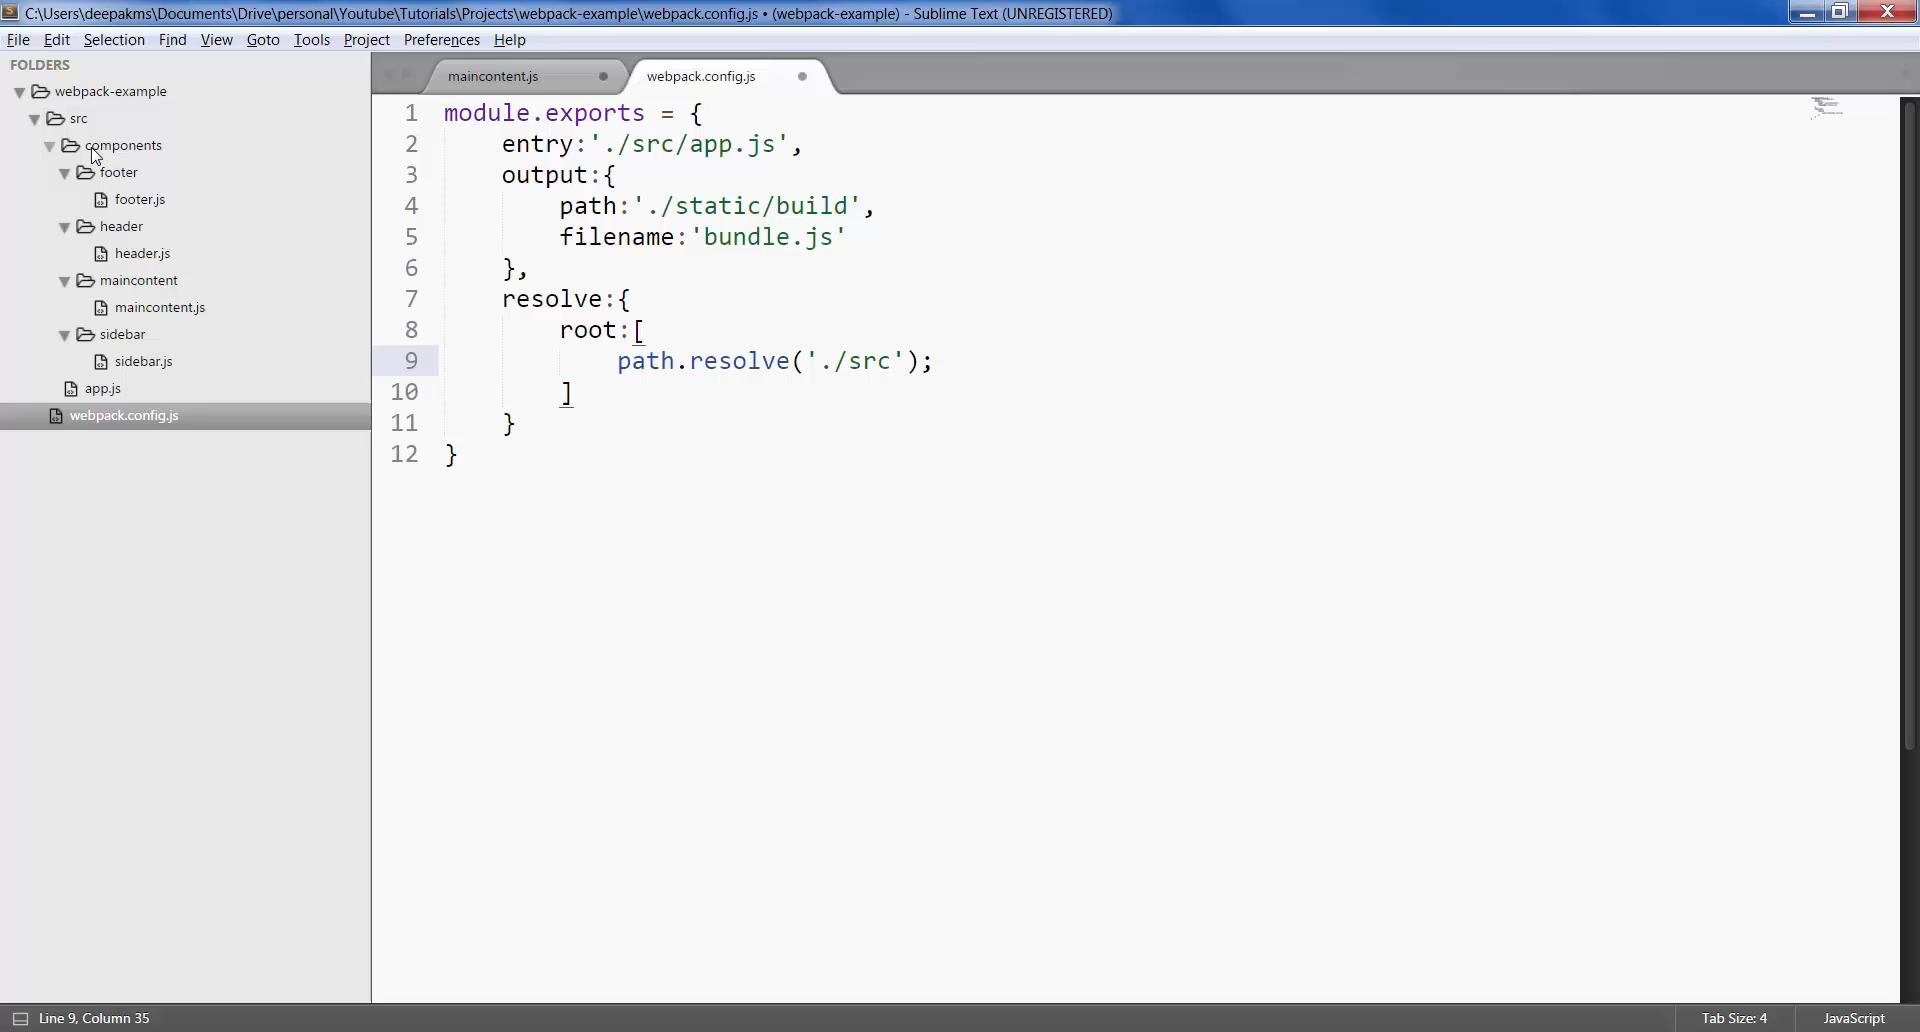 C:\Users\deepakms\Documents\Drive\personal\Youtube\Tutorials\Projects\webpack-example\webpack.config.js • (webpack-example) - Sublime Text (UNREGISTERED)
File Edit Selection Find View Goto Tools Project Preferences Help
FOLDERS
webpack-example
src
components
footer
footer.js
header
header.js
maincontent
maincontent.js
sidebar
sidebar.js
app.js
webpack.config.js
maincontent.js webpack.config.js
1 module.exports = {
2 entry:'./src/app.js',
3 output:{
4 path:'./static/build',
5 filename:'bundle.js'
6 },
7 resolve:{
8 root:[
9 path.resolve('./src');
10 ]
11 }
12 }
Line 9, Column 35 Tab Size: 4 JavaScript